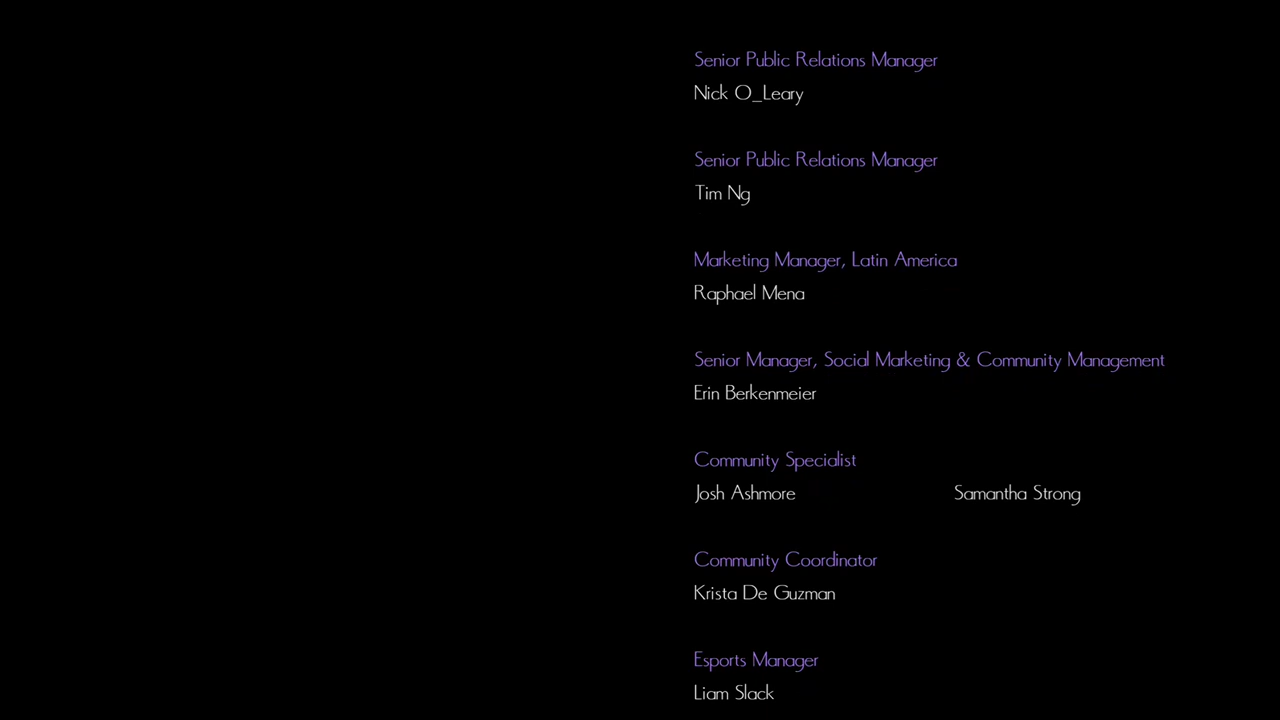 Senior Public Relations Manager
Nick O_Leary
Senior Public Relations Manager
Tim Ng
Marketing Manager, Latin America
Raphael Mena
Senior Manager, Social Marketing & Community Management
Erin Berkenmeier
Community Specialist
Josh Ashmore Samantha Strong
Community Coordinator
Krista De Guzman
Esports Manager
Liam Slack